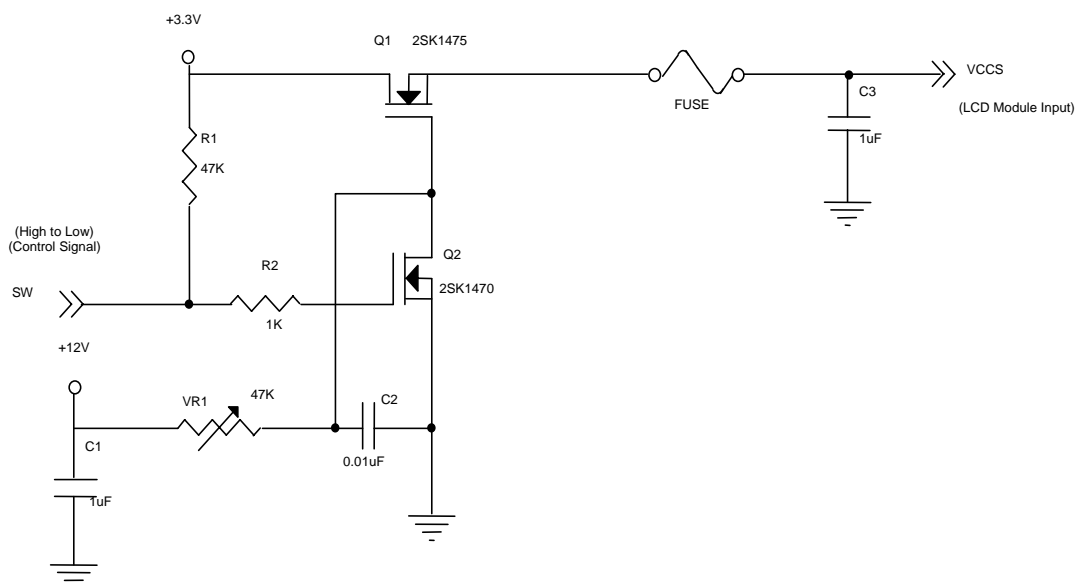 +3.3V
Q1 2SK1475
VCCS
FUSE
C3
(LCD Module Input)
1uF
R1
47K
(High to Low)
(Control Signal)
Q2
R2
SW
2SK1470
1K
+12V
VR1
47K
C2
C1
0.01uF
1uF